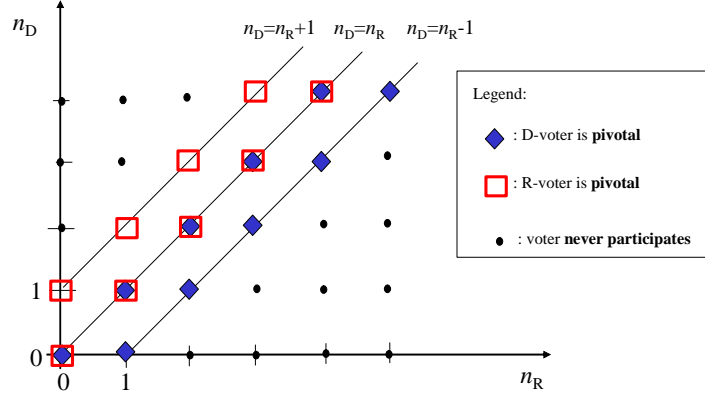 n_D
n_D=n_R+1
n_D=n_R
n_D=n_R-1
Legend:
: D-voter is pivotal
: R-voter is pivotal
: voter never participates
1
0
0
1
n_R